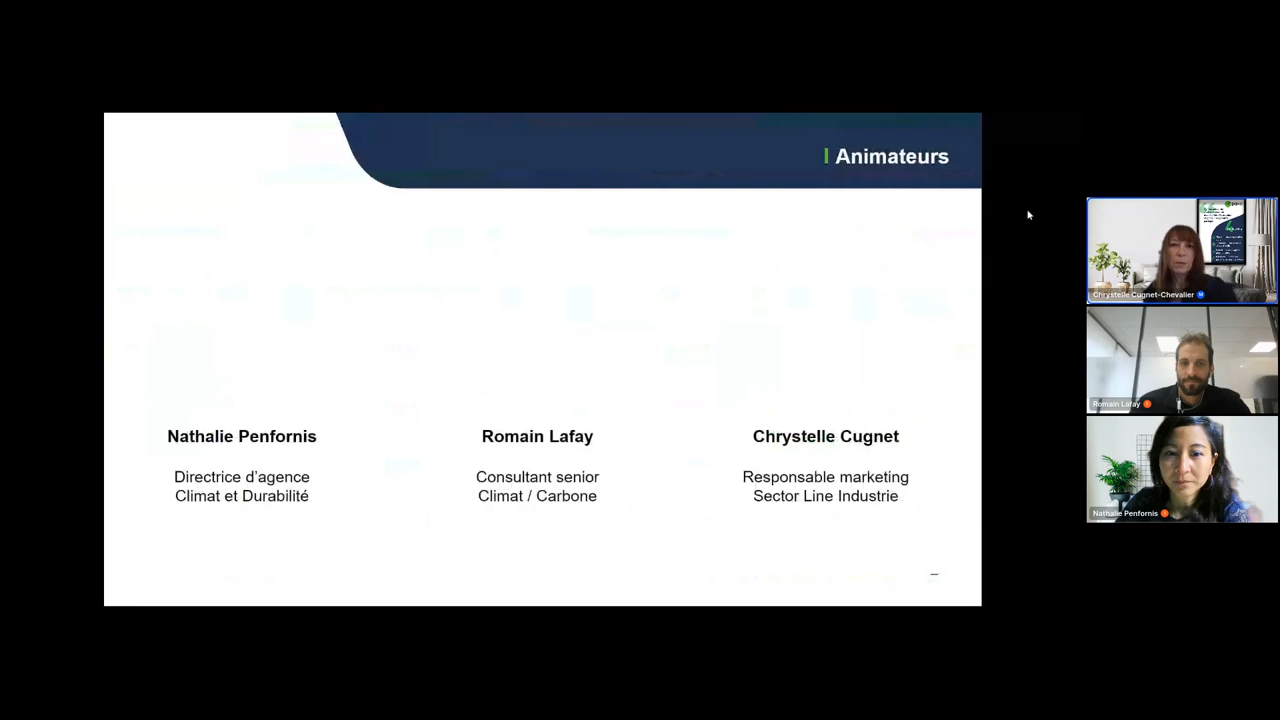 Animateurs
Nathalie Penfornis
Directrice d'agence
Climat et Durabilité
Romain Lafay
Consultant senior
Climat / Carbone
Chrystelle Cugnet
Responsable marketing
Sector Line Industrie
Chrystelle Cugnet-Chevalier
Romain Lafay
Nathalie Penfornis